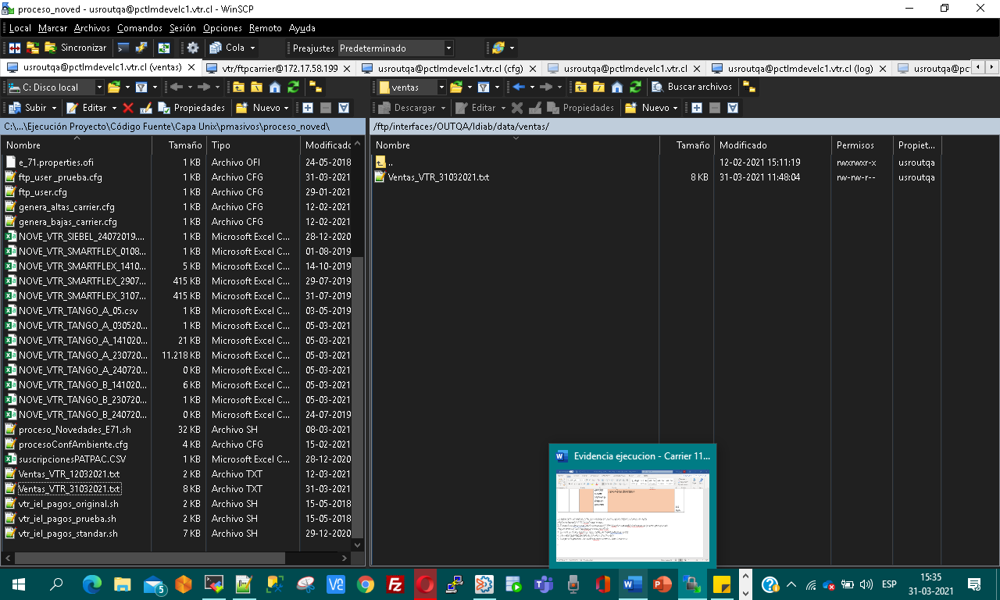 proceso_noved - usroutqa@pctlmdevelc1.vtr.cl - WinSCP
Local Marcar Archivos Comandos Sesión Opciones Remoto Ayuda
Sincronizar Cola Preajustes Predeterminado
usroutqa@pctlmdevelc1.vtr.cl (ventas) vtr/ftpcarrier@172.17.58.199 usroutqa@pctlmdevelc1.vtr.cl (cfg) usroutqa@pctlmdevelc1.vtr.cl usroutqa@pctlmdevelc1.vtr.cl (log) usroutqa@pc
C: Disco local ventas Buscar archivos
Subir Editar Propiedades Nuevo Descargar Editar Propiedades Nuevo
C:\...\Ejecución Proyecto\Código Fuente\Capa Unix\pmasivos\proceso_noved\ /ftp/interfaces/OUTQA/Idiab/data/ventas/
Nombre Tamaño Tipo Modificado Nombre Tamaño Modificado Permisos Propiet...
e_71.properties.ofi 1 KB Archivo OFI 24-05-2018 .. 12-02-2021 15:11:19 rwxrwxr-x usroutqa
ftp_user _prueba.cfg 1 KB Archivo CFG 31-03-2021 Ventas_VTR_31032021.txt 8 KB 31-03-2021 11:48:04 rw-rw-r-- usroutqa
ftp_user.cfg 1 KB Archivo CFG 29-01-2021
genera_altas_carrier.cfg 1 KB Archivo CFG 12-02-2021
genera_bajas_carrier.cfg 1 KB Archivo CFG 12-02-2021
NOVE_VTR_SIEBEL_24072019.... 1 KB Microsoft Excel C... 28-12-2020
NOVE_VTR_SMARTFLEX_0108... 1 KB Microsoft Excel C... 01-08-2019
NOVE_VTR_SMARTFLEX_1410... 5 KB Microsoft Excel C... 14-10-2019
NOVE_VTR_SMARTFLEX_2907... 415 KB Microsoft Excel C... 29-07-2019
NOVE_VTR_SMARTFLEX_3107... 415 KB Microsoft Excel C... 31-07-2019
NOVE_VTR_TANGO_A_05.csv 1 KB Microsoft Excel C... 03-05-2019
NOVE_VTR_TANGO_A_030520... 1 KB Microsoft Excel C... 05-03-2021
NOVE_VTR_TANGO_A_141020... 21 KB Microsoft Excel C... 05-03-2021
NOVE_VTR_TANGO_A_230720... 11.218 KB Microsoft Excel C... 05-03-2021
NOVE_VTR_TANGO_A_240720... 0 KB Microsoft Excel C... 05-03-2021
NOVE_VTR_TANGO_B_141020... 6 KB Microsoft Excel C... 05-03-2021
NOVE_VTR_TANGO_B_230720... 1 KB Microsoft Excel C... 05-03-2021
NOVE_VTR_TANGO_B_240720... 0 KB Microsoft Excel C... 24-07-2019
proceso_Novedades_E71.sh 32 KB Archivo SH 08-03-2021
procesoConfAmbiente.cfg 4 KB Archivo CFG 15-02-2021
suscripcionesPATPAC.CSV 1 KB Microsoft Excel C... 28-12-2020
Ventas_VTR_12032021.txt 2 KB Archivo TXT 12-03-2021
Ventas_VTR_31032021.txt 8 KB Archivo TXT 31-03-2021
xx_iel_pasos_original.sh 2 KB Archivo SH 15-05-2018
xx_iel_pasos_prueba.sh 2 KB Archivo SH 15-05-2018
29-12-2020
Evidencia ejecucion - Carrier 11...
5 ESP 15:35
31-03-2021